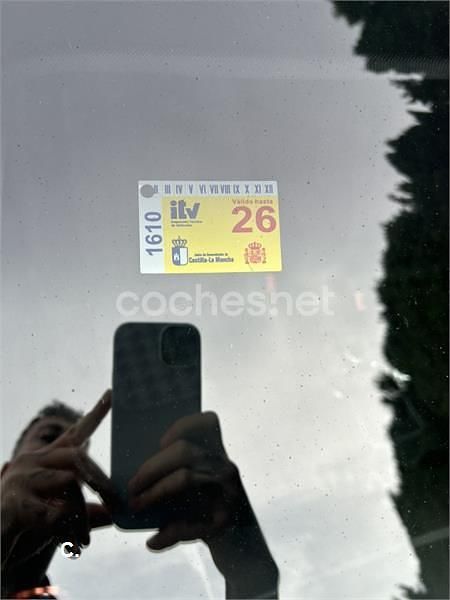 II III IV V VI VII VIII IX X XI XII
1610
itv
Inspección Técnica
de Vehículos
Válido hasta
26
Junta de Comunidades de
Castilla-La Mancha
coches.net
C.